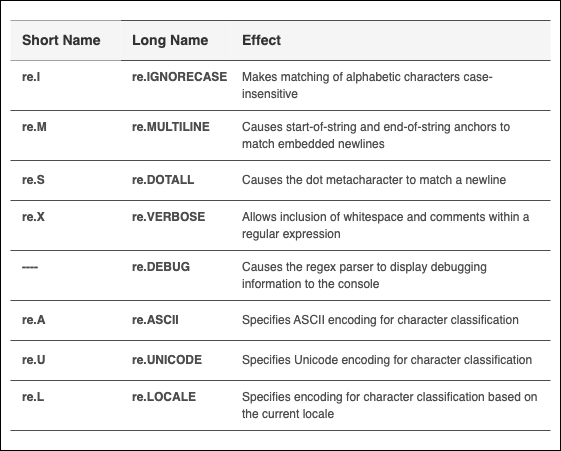 Short Name Long Name Effect
re.I re.IGNORECASE Makes matching of alphabetic characters case-
insensitive
re.M re.MULTILINE Causes start-of-string and end-of-string anchors to
match embedded newlines
re.S re.DOTALL Causes the dot metacharacter to match a newline
re.X re.VERBOSE Allows inclusion of whitespace and comments within a
regular expression
---- re.DEBUG Causes the regex parser to display debugging
information to the console
re.A re.ASCII Specifies ASCII encoding for character classification
re.U re.UNICODE Specifies Unicode encoding for character classification
re.L re.LOCALE Specifies encoding for character classification based on
the current locale